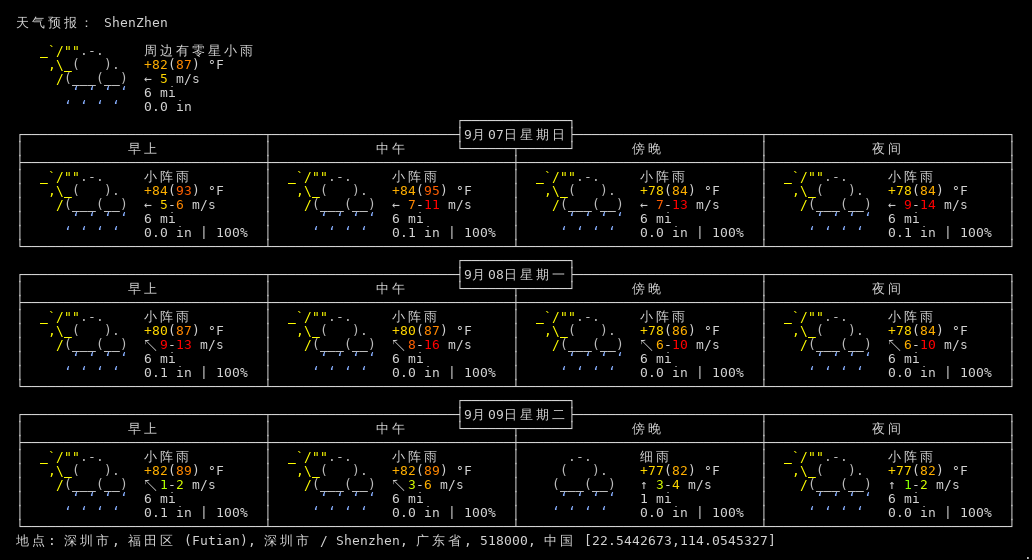 天气预报： ShenZhen
周边有零星小雨
+82(87) °F
← 5 m/s
6 mi
0.0 in
9月07日星期日
早上 中午 傍晚 夜间
小阵雨 小阵雨 小阵雨 小阵雨
+84(93) °F +84(95) °F +78(84) °F +78(84) °F
← 5-6 m/s ← 7-11 m/s ← 7-13 m/s ← 9-14 m/s
6 mi 6 mi 6 mi 6 mi
0.0 in | 100% 0.1 in | 100% 0.0 in | 100% 0.1 in | 100%
9月08日星期一
早上 中午 傍晚 夜间
小阵雨 小阵雨 小阵雨 小阵雨
+80(87) °F +80(87) °F +78(86) °F +78(84) °F
↖ 9-13 m/s ↖ 8-16 m/s ↖ 6-10 m/s ↖ 6-10 m/s
6 mi 6 mi 6 mi 6 mi
0.1 in | 100% 0.0 in | 100% 0.0 in | 100% 0.0 in | 100%
9月09日星期二
早上 中午 傍晚 夜间
小阵雨 小阵雨 细雨 小阵雨
+82(89) °F +82(89) °F +77(82) °F +77(82) °F
↖ 1-2 m/s ↖ 3-6 m/s ↑ 3-4 m/s ↑ 1-2 m/s
6 mi 6 mi 1 mi 6 mi
0.1 in | 100% 0.0 in | 100% 0.0 in | 100% 0.0 in | 100%
地点: 深圳市, 福田区 (Futian), 深圳市 / Shenzhen, 广东省, 518000, 中国 [22.5442673,114.0545327]